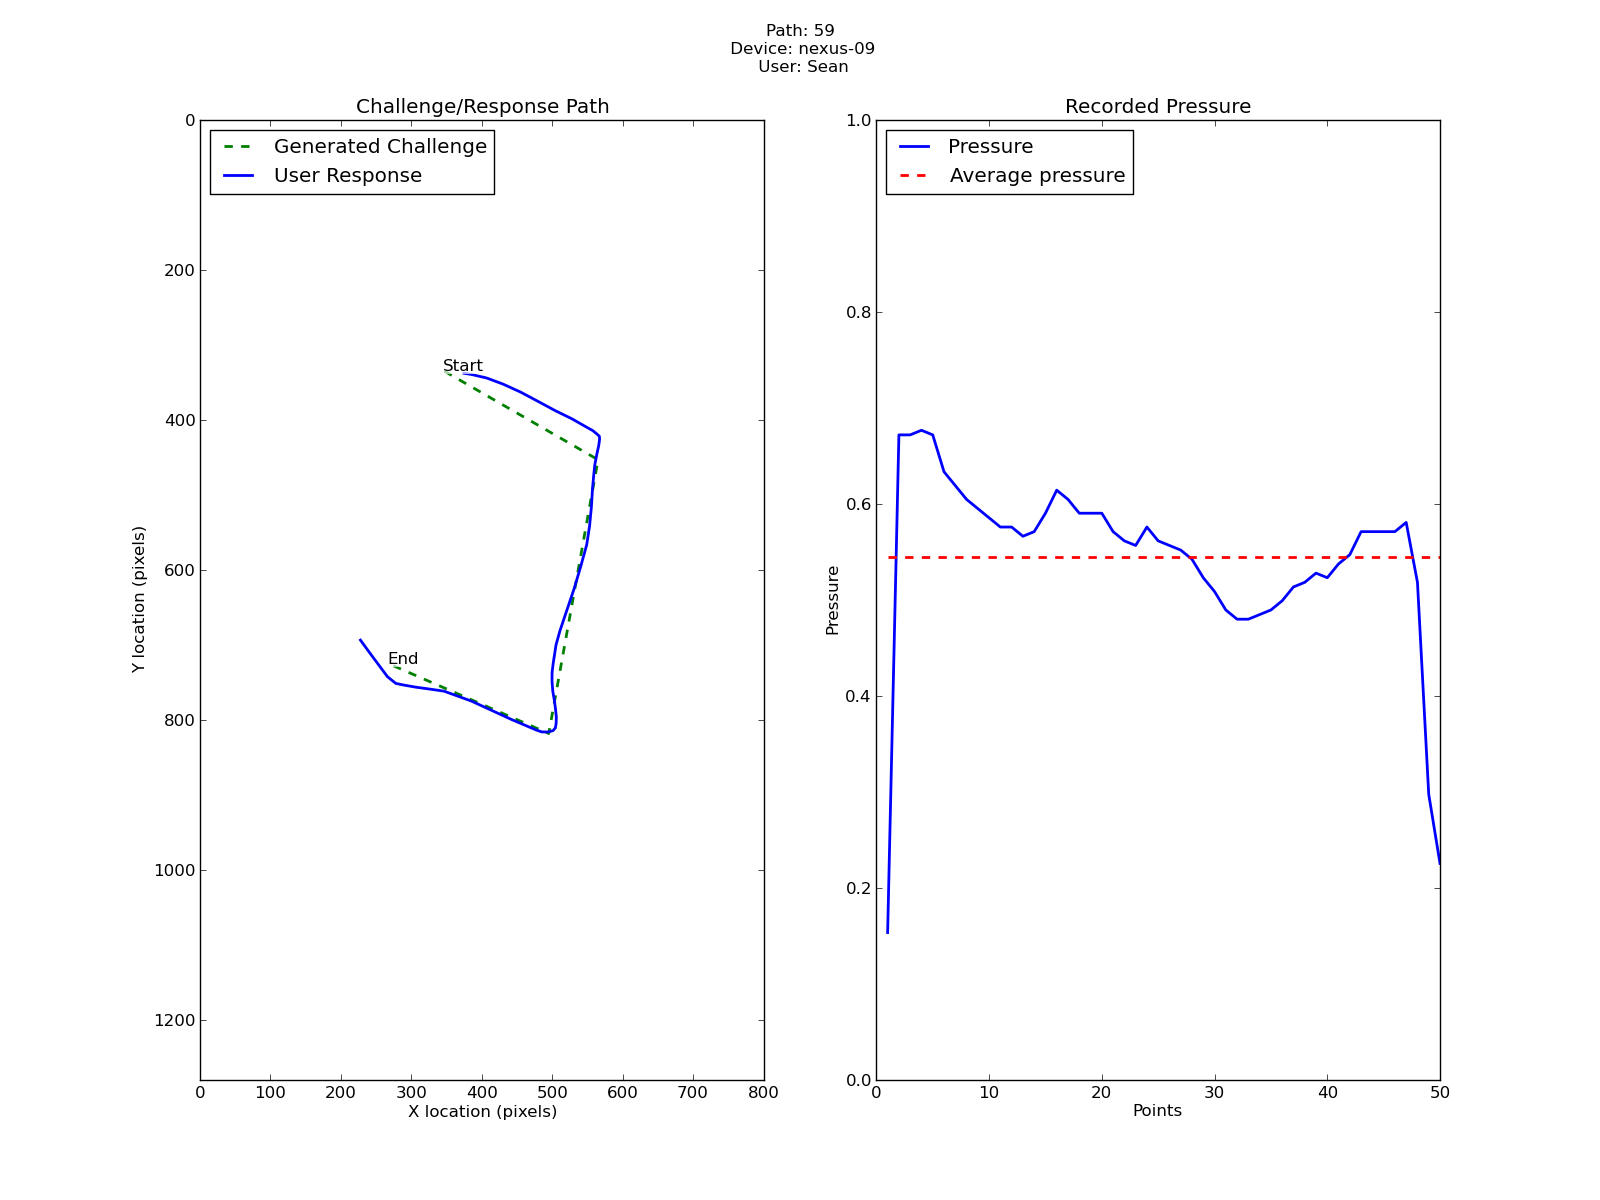 Path: 59
Device: nexus-09
User: Sean
Challenge/Response Path
Generated Challenge
User Response
Start
End
0
200
400
600
800
1000
1200
Y location (pixels)
0 100 200 300 400 500 600 700 800
X location (pixels)
Recorded Pressure
Pressure
Average pressure
1.0
0.8
0.6
0.4
0.2
0.0
Pressure
0 10 20 30 40 50
Points